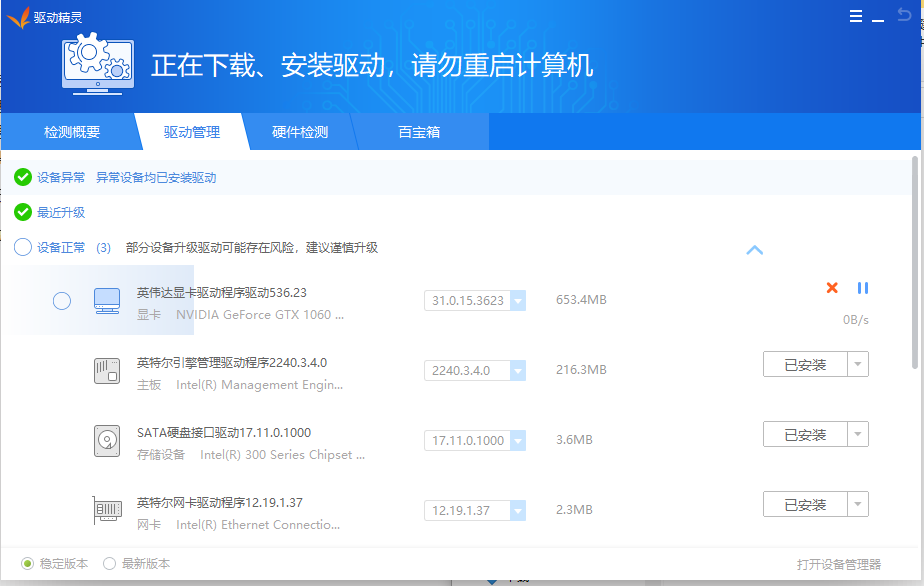 驱动精灵
正在下载、安装驱动，请勿重启计算机
检测概要 驱动管理 硬件检测 百宝箱
设备异常 异常设备均已安装驱动
最近升级
设备正常 (3) 部分设备升级驱动可能存在风险，建议谨慎升级
英伟达显卡驱动程序驱动536.23
显卡 NVIDIA GeForce GTX 1060 ...
31.0.15.3623 653.4MB
0B/s
英特尔引擎管理驱动程序2240.3.4.0
主板 Intel(R) Management Engin...
2240.3.4.0 216.3MB 已安装
SATA硬盘接口驱动17.11.0.1000
存储设备 Intel(R) 300 Series Chipset ...
17.11.0.1000 3.6MB 已安装
英特尔网卡驱动程序12.19.1.37
网卡 Intel(R) Ethernet Connectio...
12.19.1.37 2.3MB 已安装
稳定版本 最新版本 打开设备管理器